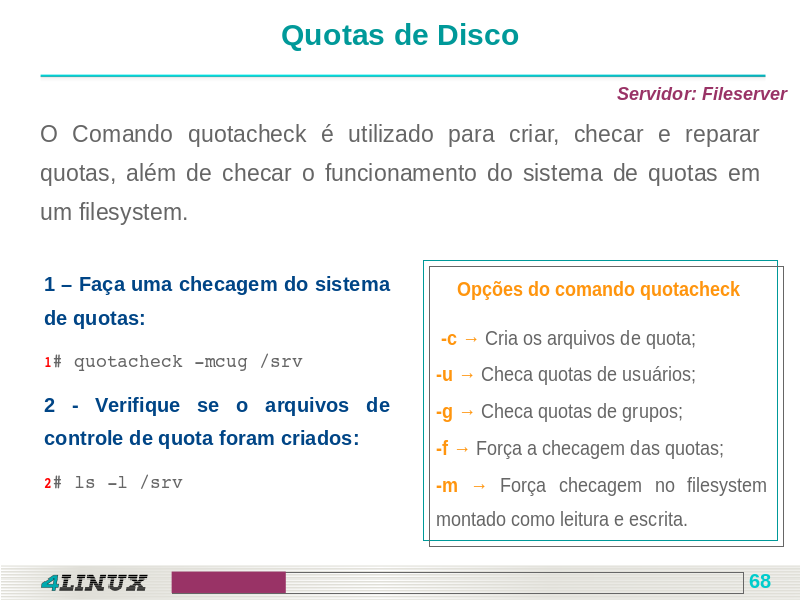 Quotas de Disco
Servidor: Fileserver
O Comando quotacheck é utilizado para criar, checar e reparar
quotas, além de checar o funcionamento do sistema de quotas em
um filesystem.
1 – Faça uma checagem do sistema
de quotas:
1# quotacheck –mcug /srv
2 - Verifique se o arquivos de
controle de quota foram criados:
2# ls –l /srv
Opções do comando quotacheck
-c → Cria os arquivos de quota;
-u → Checa quotas de usuários;
-g → Checa quotas de grupos;
-f → Força a checagem das quotas;
-m → Força checagem no filesystem
montado como leitura e escrita.
4LINUX
68